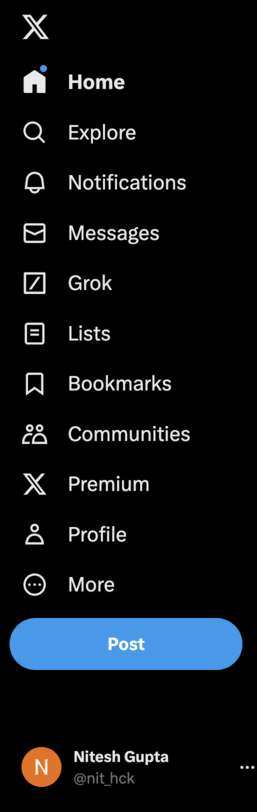 Home
Explore
Notifications
Messages
Grok
Lists
Bookmarks
Communities
Premium
Profile
More
Post
N
Nitesh Gupta
@nit_hck